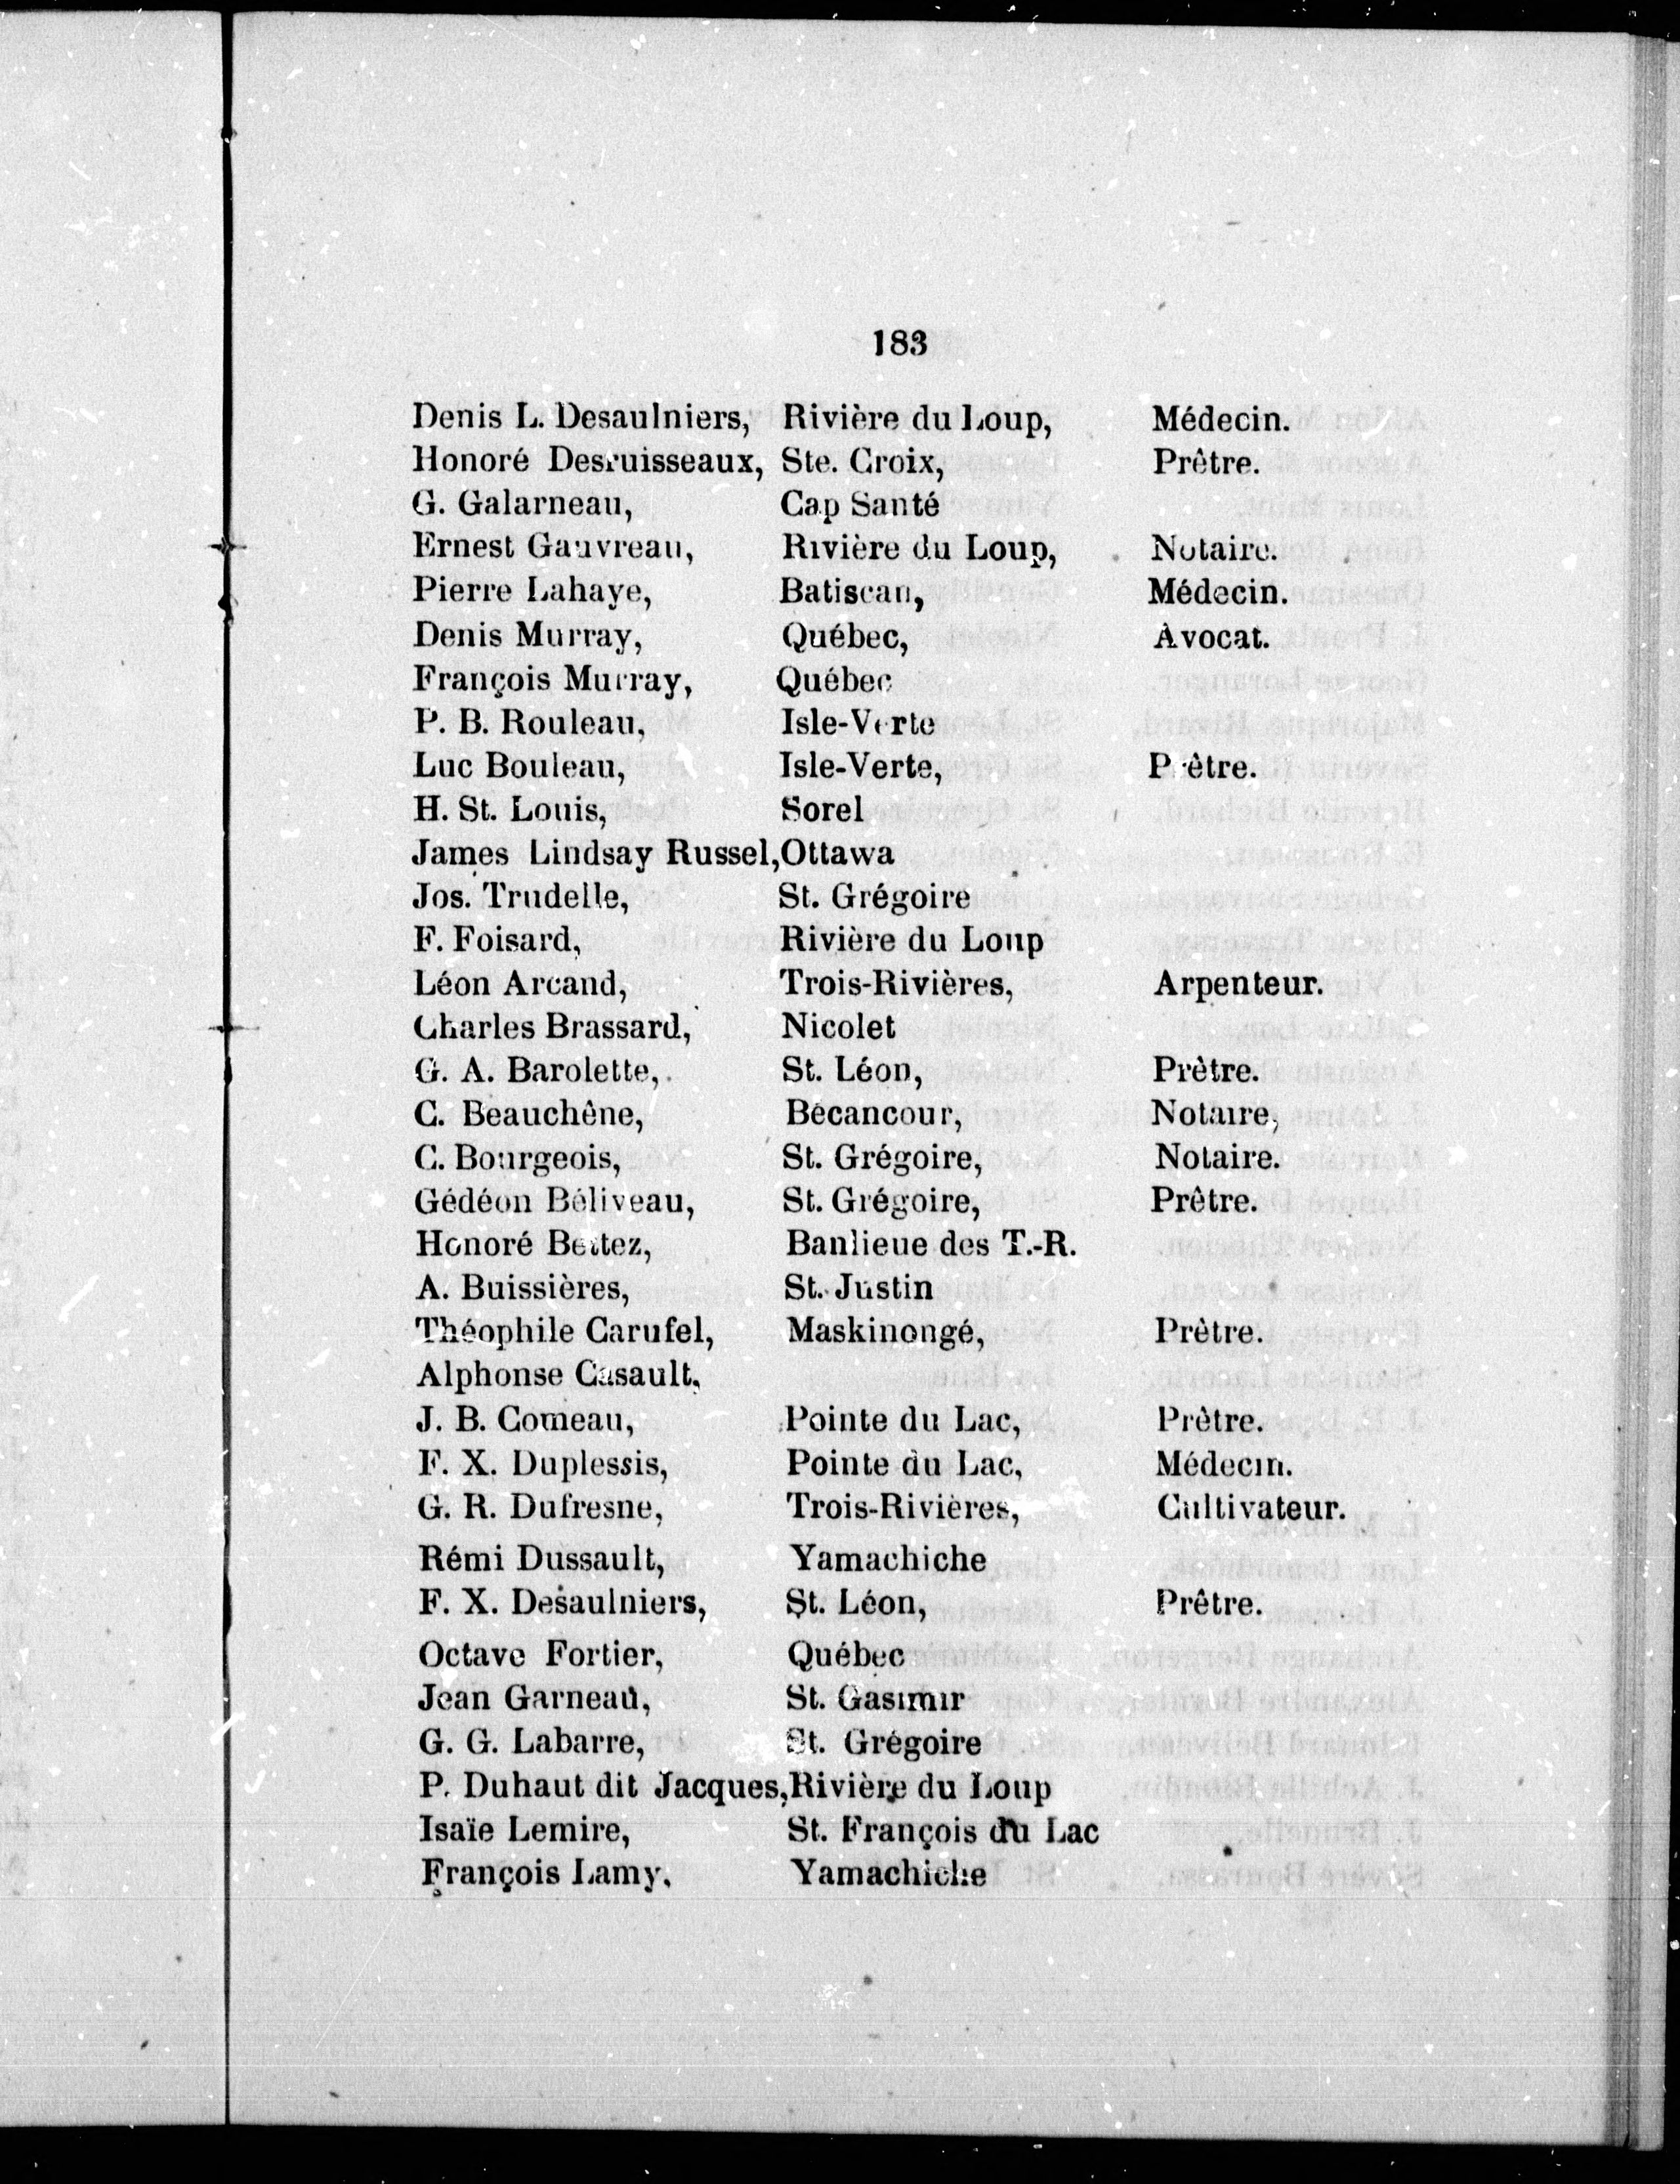 183
Denis L. Desaulniers, Rivière du Loup, Médecin.
Honoré Desruisseaux, Ste. Croix, Prêtre.
G. Galarneau, Cap Santé
Ernest Gauvreau, Rivière du Loup, Notaire.
Pierre Lahaye, Batiscan, Médecin.
Denis Murray, Québec, Avocat.
François Murray, Québec
P. B. Rouleau, Isle-Verte
Luc Bouleau, Isle-Verte, Prêtre.
H. St. Louis, Sorel
James Lindsay Russel, Ottawa
Jos. Trudelle, St. Grégoire
F. Foisard, Rivière du Loup
Léon Arcand, Trois-Rivières, Arpenteur.
Charles Brassard, Nicolet
G. A. Barolette, St. Léon, Prètre.
C. Beauchêne, Bécancour, Notaire,
C. Bourgeois, St. Grégoire, Notaire.
Gédéon Béliveau, St. Grégoire, Prêtre.
Honoré Bettez, Banlieue des T.-R.
A. Buissières, St. Justin
Théophile Carufel, Maskinongé, Prètre.
Alphonse Casault,
J. B. Comeau, Pointe du Lac, Prètre.
F. X. Duplessis, Pointe du Lac, Médecin.
G. R. Dufresne, Trois-Rivières, Cultivateur.
Rémi Dussault, Yamachiche
F. X. Desaulniers, St. Léon, Prêtre.
Octave Fortier, Québec
Jean Garneau, St. Gasimir
G. G. Labarre, St. Grégoire
P. Duhaut dit Jacques, Rivière du Loup
Isaïe Lemire, St. François du Lac
François Lamy, Yamachiche